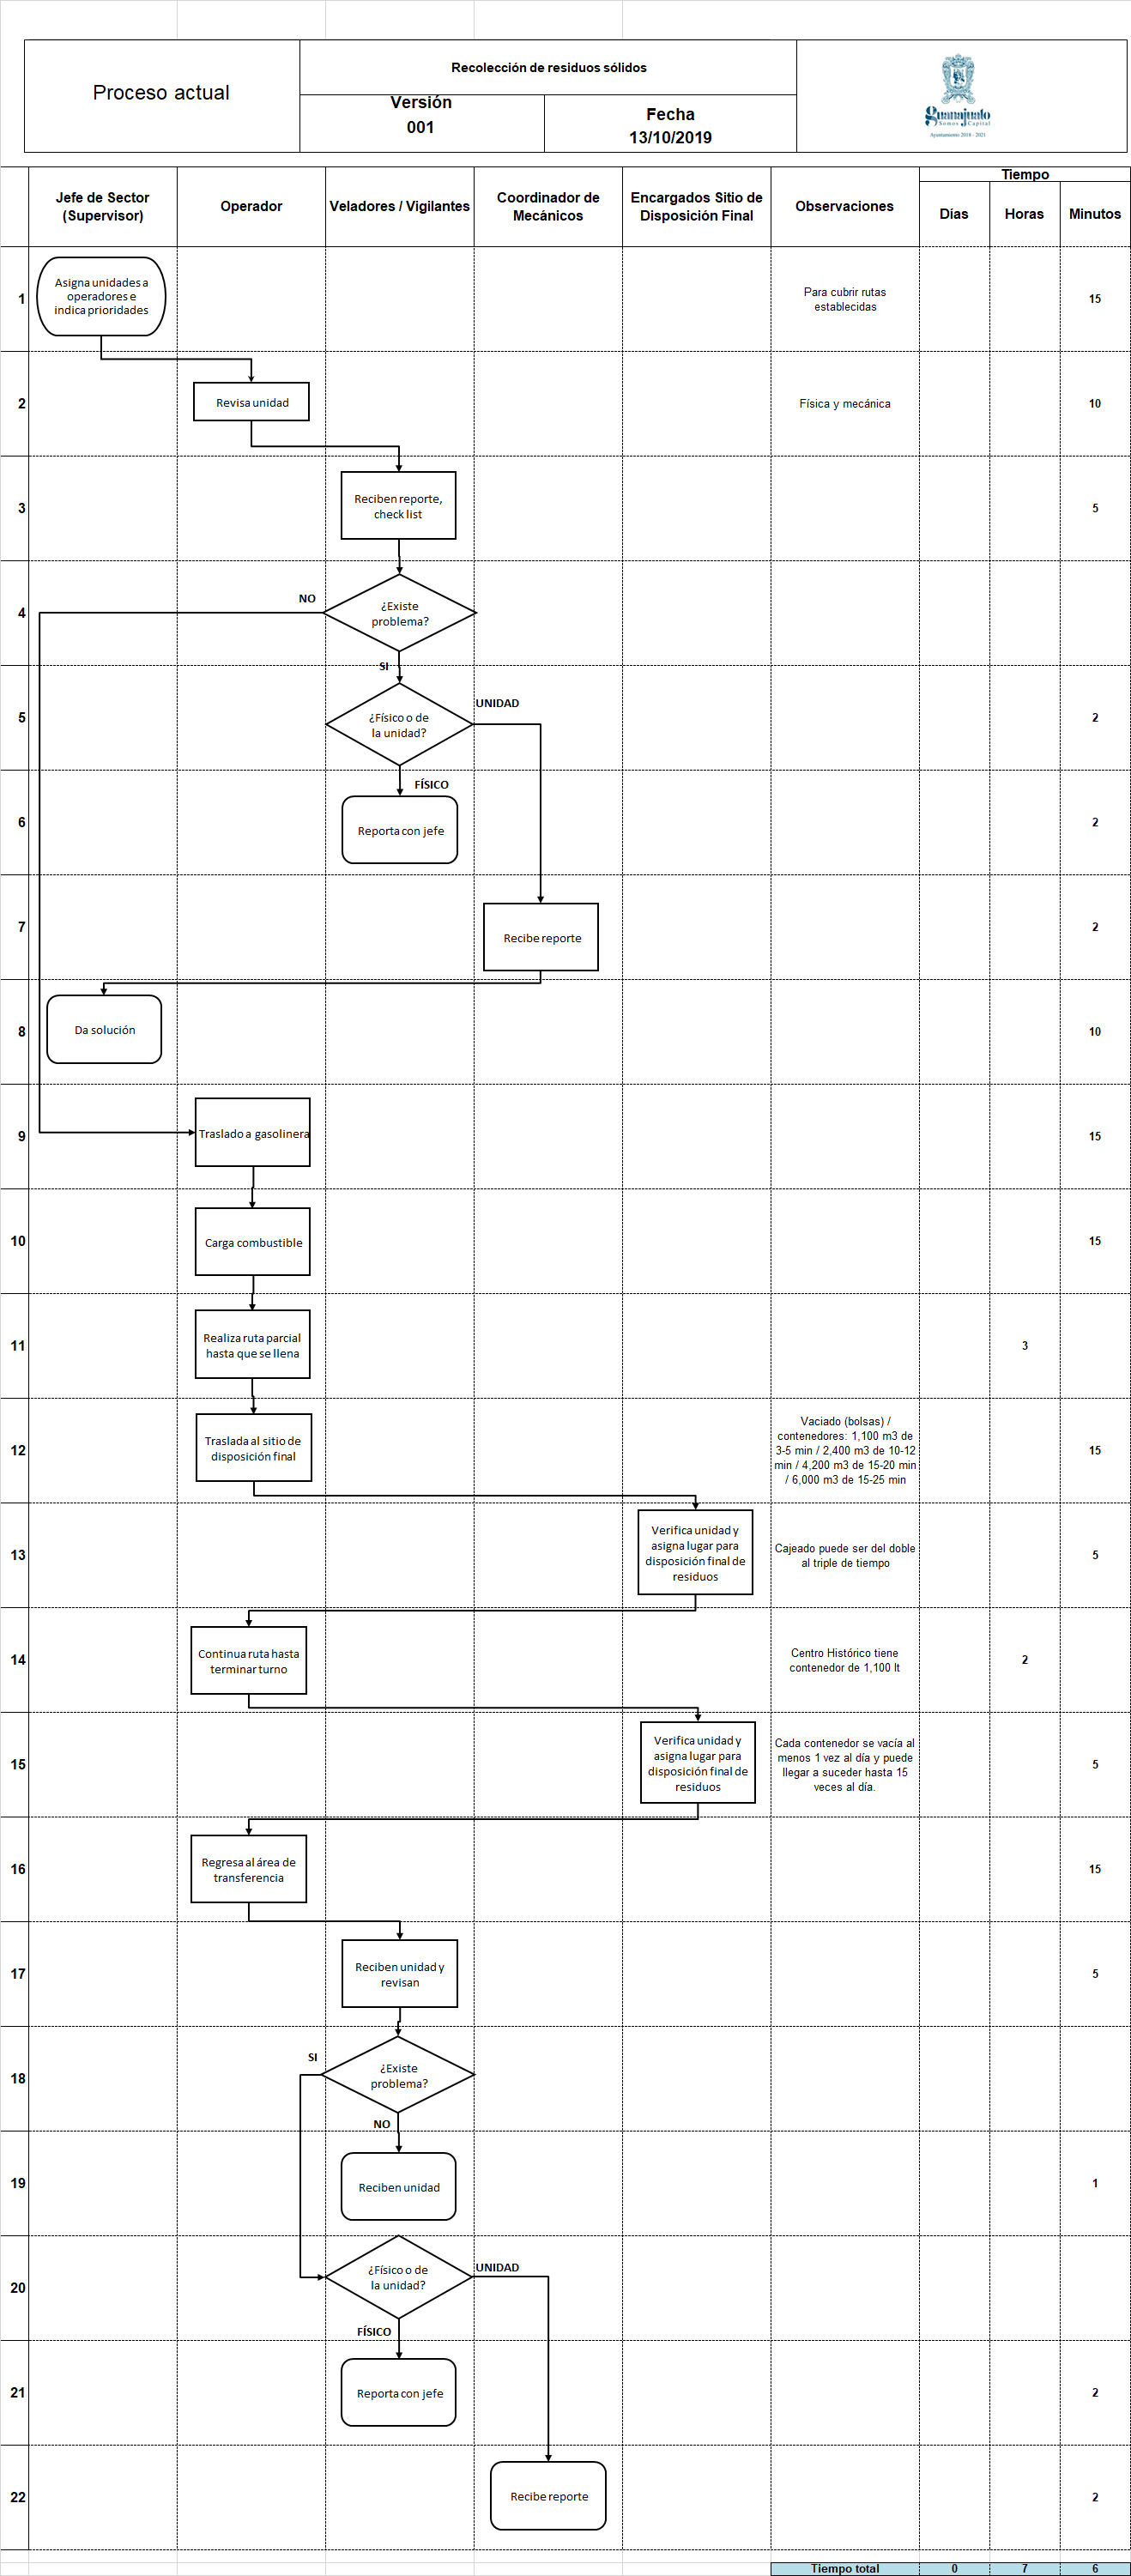 Proceso actual
Recolección de residuos sólidos
Versión
001
Fecha
13/10/2019
guanajuato
Somos Capital
Ayuntamiento 2018 - 2021
Jefe de Sector
(Supervisor)
Operador
Veladores / Vigilantes
Coordinador de
Mecánicos
Encargados Sitio de
Disposición Final
Observaciones
Tiempo
Días
Horas
Minutos
1
Asigna unidades a
operadores e
indica prioridades
Para cubrir rutas
establecidas
15
2
Revisa unidad
Física y mecánica
10
3
Reciben reporte,
check list
5
4
NO
¿Existe
problema?
SI
5
¿Físico o de
la unidad?
UNIDAD
2
FÍSICO
6
Reporta con jefe
2
7
Recibe reporte
2
8
Da solución
10
9
Traslado a gasolinera
15
10
Carga combustible
15
11
Realiza ruta parcial
hasta que se llena
3
12
Traslada al sitio de
disposición final
Vaciado (bolsas) /
contenedores: 1,100 m3 de
3-5 min / 2,400 m3 de 10-12
min / 4,200 m3 de 15-20 min
/ 6,000 m3 de 15-25 min
15
13
Verifica unidad y
asigna lugar para
disposición final de
residuos
Cajeado puede ser del doble
al triple de tiempo
5
14
Continua ruta hasta
terminar turno
Centro Histórico tiene
contenedor de 1,100 lt
2
15
Verifica unidad y
asigna lugar para
disposición final de
residuos
Cada contenedor se vacía al
menos 1 vez al día y puede
llegar a suceder hasta 15
veces al día.
5
16
Regresa al área de
transferencia
15
17
Reciben unidad y
revisan
5
18
SI
¿Existe
problema?
NO
19
Reciben unidad
1
20
¿Físico o de
la unidad?
UNIDAD
FÍSICO
21
Reporta con jefe
2
22
Recibe reporte
2
Tiempo total
0
7
6